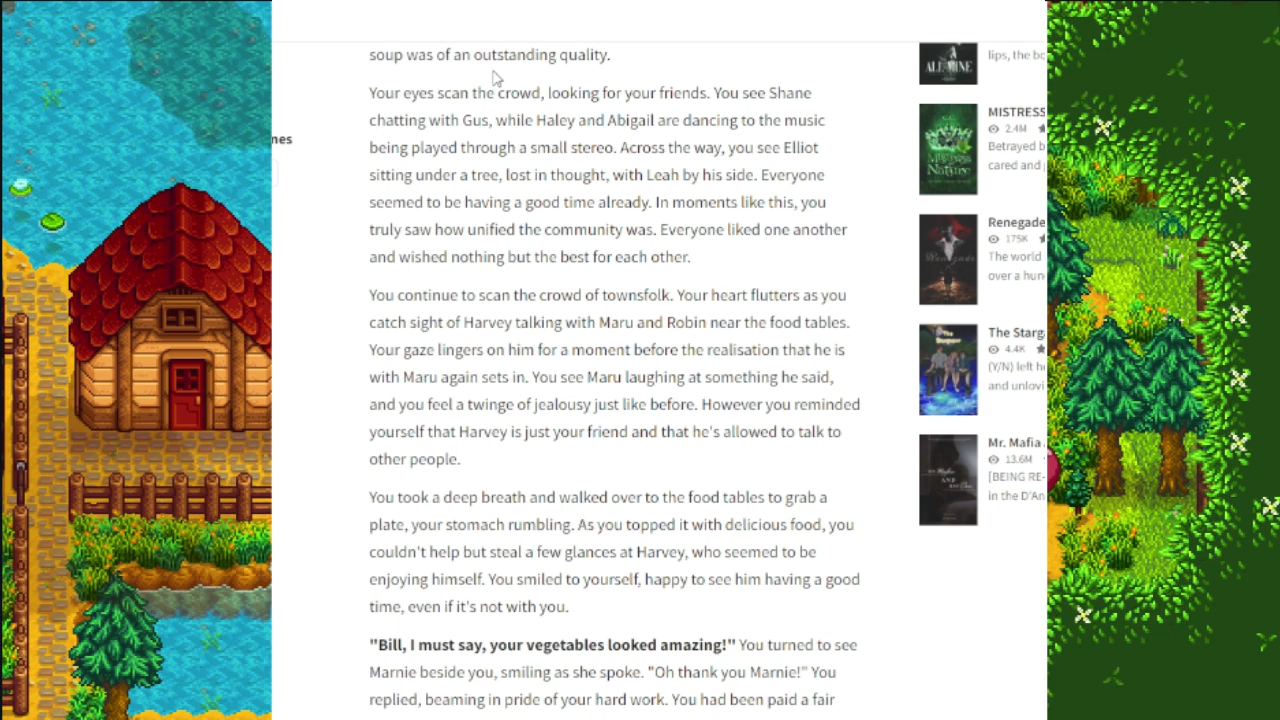 soup was of an outstanding quality.
Your eyes scan the crowd, looking for your friends. You see Shane
chatting with Gus, while Haley and Abigail are dancing to the music
being played through a small stereo. Across the way, you see Elliot
sitting under a tree, lost in thought, with Leah by his side. Everyone
seemed to be having a good time already. In moments like this, you
truly saw how unified the community was. Everyone liked one another
and wished nothing but the best for each other.
You continue to scan the crowd of townsfolk. Your heart flutters as you
catch sight of Harvey talking with Maru and Robin near the food tables.
Your gaze lingers on him for a moment before the realisation that he is
with Maru again sets in. You see Maru laughing at something he said,
and you feel a twinge of jealousy just like before. However you reminded
yourself that Harvey is just your friend and that he's allowed to talk to
other people.
You took a deep breath and walked over to the food tables to grab a
plate, your stomach rumbling. As you topped it with delicious food, you
couldn't help but steal a few glances at Harvey, who seemed to be
enjoying himself. You smiled to yourself, happy to see him having a good
time, even if it's not with you.
"Bill, I must say, your vegetables looked amazing!" You turned to see
Marnie beside you, smiling as she spoke. "Oh thank you Marnie!" You
replied, beaming in pride of your hard work. You had been paid a fair
nes
ALL MINE
lips, the bo
MISTRESS
2.4M
Betrayed b
cared and
Renegade
175K
The world
over a hun
The Starg
4.4K
(Y/N) left h
and unlovi
Mr. Mafia
13.6M
[BEING RE-
in the D'An